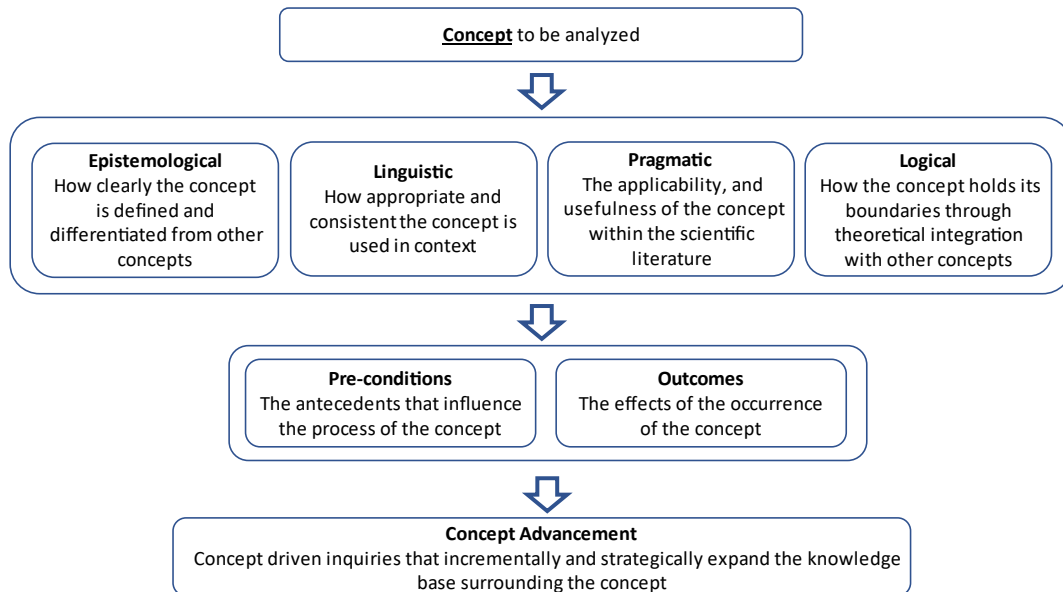 Concept to be analyzed
Epistemological
How clearly the concept
is defined and
differentiated from other
concepts
Linguistic
How appropriate and
consistent the concept is
used in context
Pragmatic
The applicability, and
usefulness of the concept
within the scientific
literature
Logical
How the concept holds its
boundaries through
theoretical integration
with other concepts
Pre-conditions
The antecedents that influence
the process of the concept
Outcomes
The effects of the occurrence
of the concept
Concept Advancement
Concept driven inquiries that incrementally and strategically expand the knowledge
base surrounding the concept